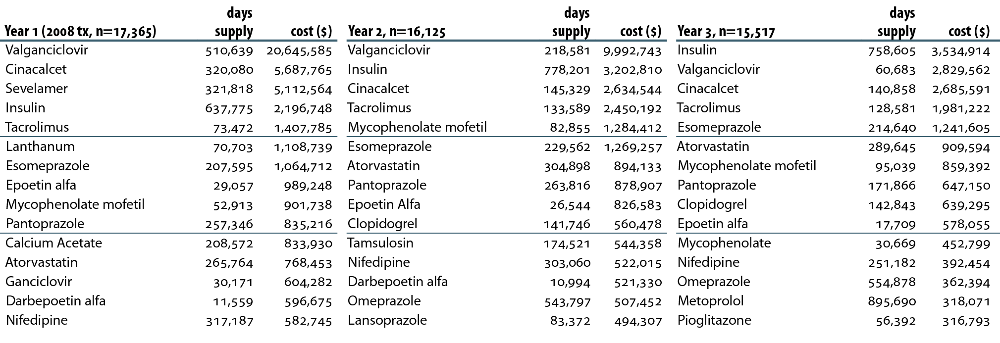 days days days
Year 1 (2008 tx, n=17,365) supply cost ($) Year 2, n=16,125 supply cost ($) Year 3, n=15,517 supply cost ($)
Valganciclovir 510,639 20,645,585 Valganciclovir 218,581 9,992,743 Insulin 758,605 3,534,914
Cinacalcet 320,080 5,687,765 Insulin 778,201 3,202,810 Valganciclovir 60,683 2,829,562
Sevelamer 321,818 5,112,564 Cinacalcet 145,329 2,634,544 Cinacalcet 140,858 2,685,591
Insulin 637,775 2,196,748 Tacrolimus 133,589 2,450,192 Tacrolimus 128,581 1,981,222
Tacrolimus 73,472 1,407,785 Mycophenolate mofetil 82,855 1,284,412 Esomeprazole 214,640 1,241,605
Lanthanum 70,703 1,108,739 Esomeprazole 229,562 1,269,257 Atorvastatin 289,645 909,594
Esomeprazole 207,595 1,064,712 Atorvastatin 304,898 894,133 Mycophenolate mofetil 95,039 859,392
Epoetin alfa 29,057 989,248 Pantoprazole 263,816 878,907 Pantoprazole 171,866 647,150
Mycophenolate mofetil 52,913 901,738 Epoetin Alfa 26,544 826,583 Clopidogrel 142,843 639,295
Pantoprazole 257,346 835,216 Clopidogrel 141,746 560,478 Epoetin alfa 17,709 578,055
Calcium Acetate 208,572 833,930 Tamsulosin 174,521 544,358 Mycophenolate 30,669 452,799
Atorvastatin 265,764 768,453 Nifedipine 303,060 522,015 Nifedipine 251,182 392,454
Ganciclovir 30,171 604,282 Darbepoetin alfa 10,994 521,330 Omeprazole 554,878 362,394
Darbepoetin alfa 11,559 596,675 Omeprazole 543,797 507,452 Metoprolol 895,690 318,071
Nifedipine 317,187 582,745 Lansoprazole 83,372 494,307 Pioglitazone 56,392 316,793